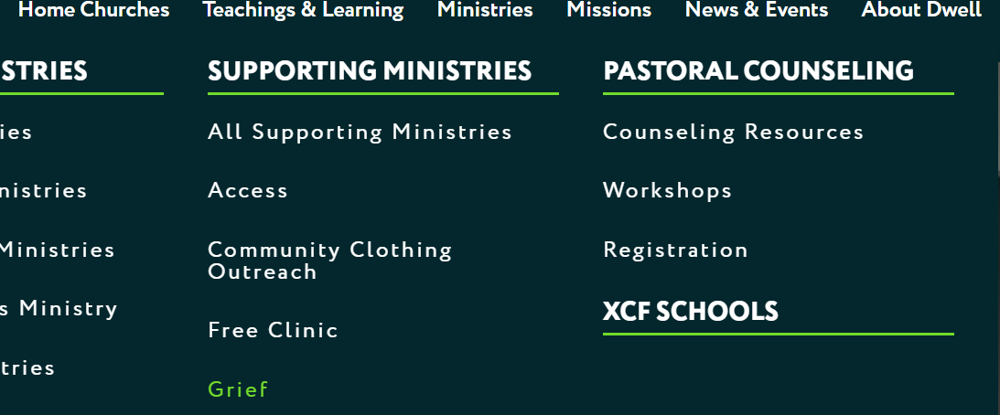 Home Churches Teachings & Learning Ministries Missions News & Events About Dwell
STRIES
ies
nistries
Ministries
s Ministry
tries
SUPPORTING MINISTRIES
All Supporting Ministries
Access
Community Clothing
Outreach
Free Clinic
Grief
PASTORAL COUNSELING
Counseling Resources
Workshops
Registration
XCF SCHOOLS